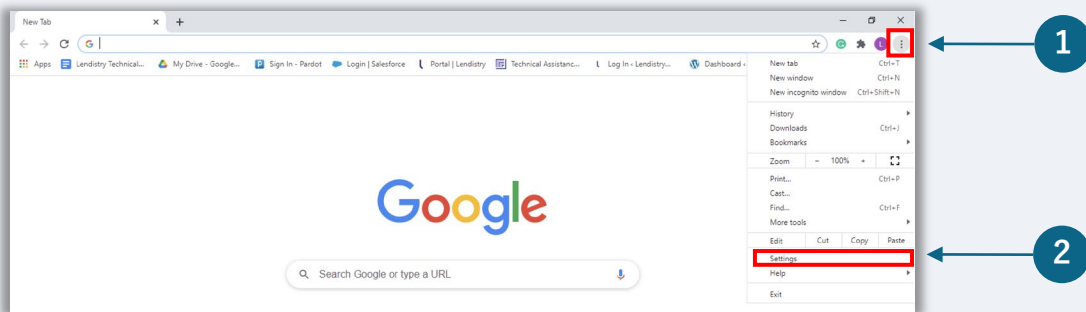 New Tab
G
Apps Lendistry Technical... My Drive - Google... Sign In - Pardot Login | Salesforce Portal | Lendistry Technical Assistanc... Log In ‹ Lendistry... Dashboard ‹
L
1
New tab Ctrl+T
New window Ctrl+N
New incognito window Ctrl+Shift+N
History
Downloads Ctrl+J
Bookmarks
Zoom - 100% +
Print... Ctrl+P
Cast...
Find... Ctrl+F
More tools
Edit Cut Copy Paste
Settings
Help
Exit
2
Google
Search Google or type a URL